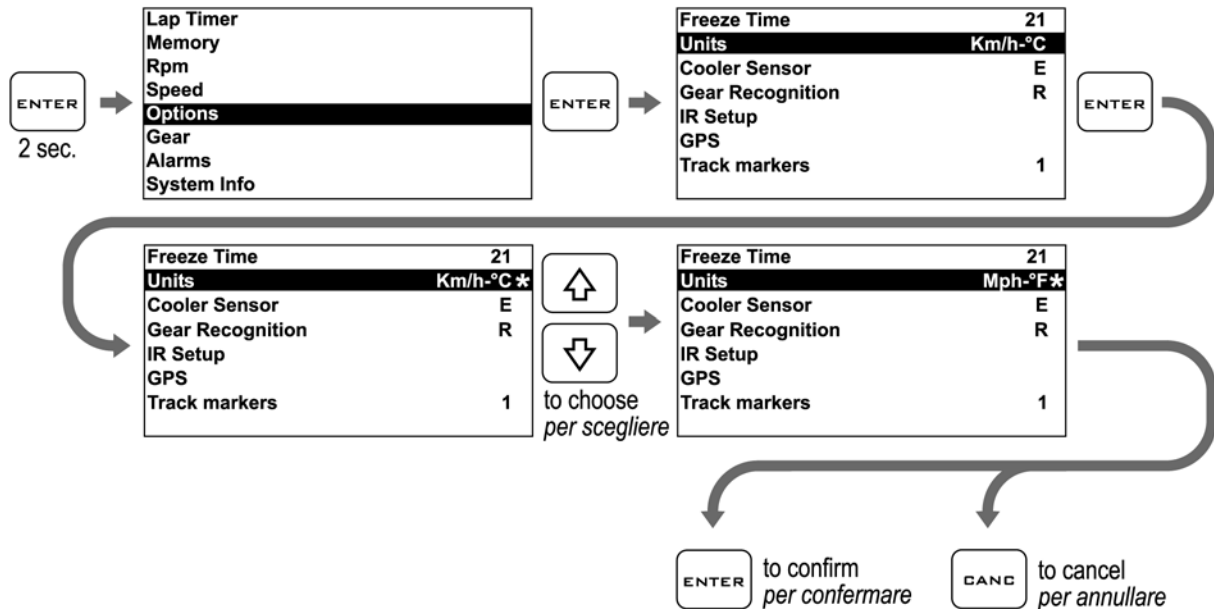 ENTER
2 sec.
Lap Timer
Memory
Rpm
Speed
Options
Gear
Alarms
System Info
ENTER
Freeze Time 21
Units Km/h-°C
Cooler Sensor E
Gear Recognition R
IR Setup
GPS
Track markers 1
ENTER
Freeze Time 21
Units Km/h-°C*
Cooler Sensor E
Gear Recognition R
IR Setup
GPS
Track markers 1
to choose
per scegliere
Freeze Time 21
Units Mph-°F*
Cooler Sensor E
Gear Recognition R
IR Setup
GPS
Track markers 1
ENTER
to confirm
per confermare
CANC
to cancel
per annullare